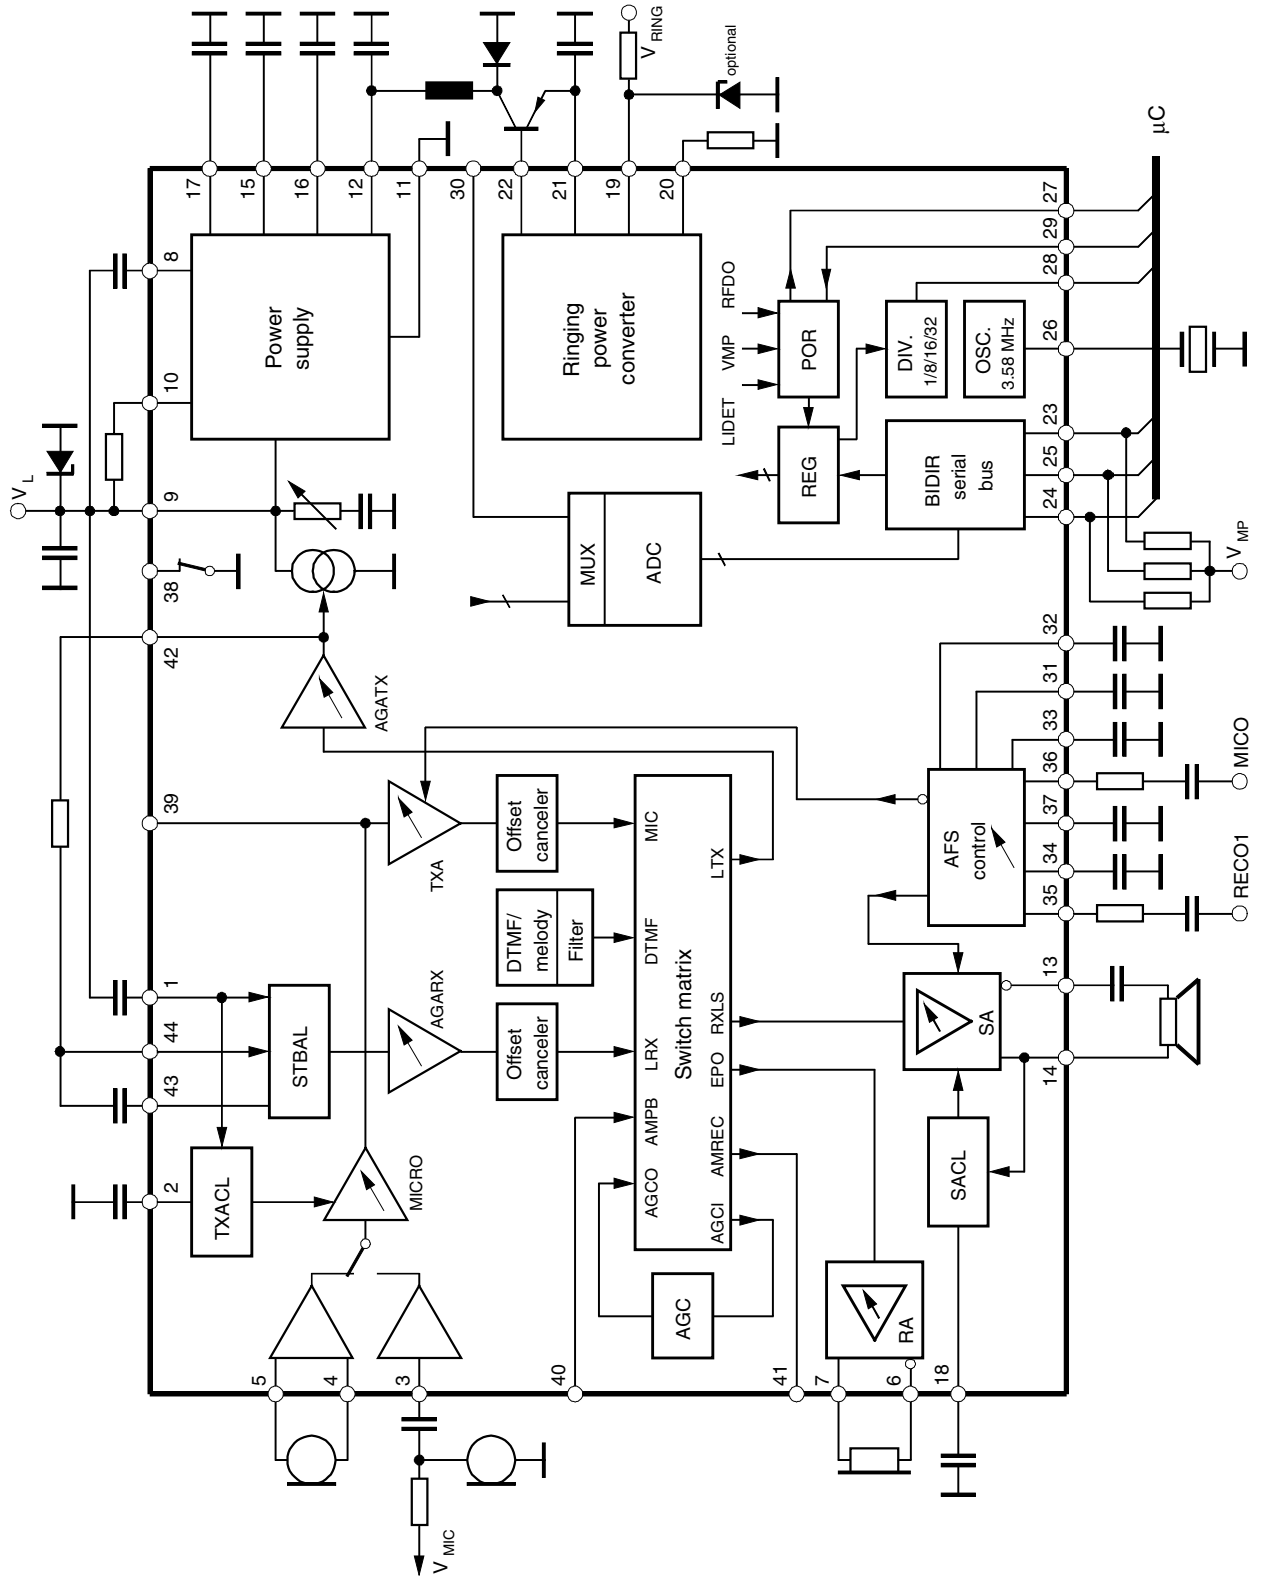 17
15
16
12
11
30
22
21
19
20
V RING
optional
µC
8
10
V L
9
38
42
39
1
44
43
2
Power
supply
Ringing
power
converter
RFDO
VMP
LIDET
POR
REG
DIV.
1/8/16/32
OSC.
3.58 MHz
BIDIR
serial
bus
MUX
ADC
27
29
28
26
23
25
24
V MP
32
31
33
36
37
34
35
13
14
MICO
RECO1
AGATX
TXA
Offset
canceler
DTMF/
melody
Filter
AGARX
Offset
canceler
STBAL
TXACL
MICRO
MIC
DTMF
LRX
AMPB
AGCO
Switch matrix
LTX
RXLS
EPO
AMREC
AGCI
AGC
AFS
control
SA
SACL
RA
5
4
3
40
41
7
6
18
V MIC